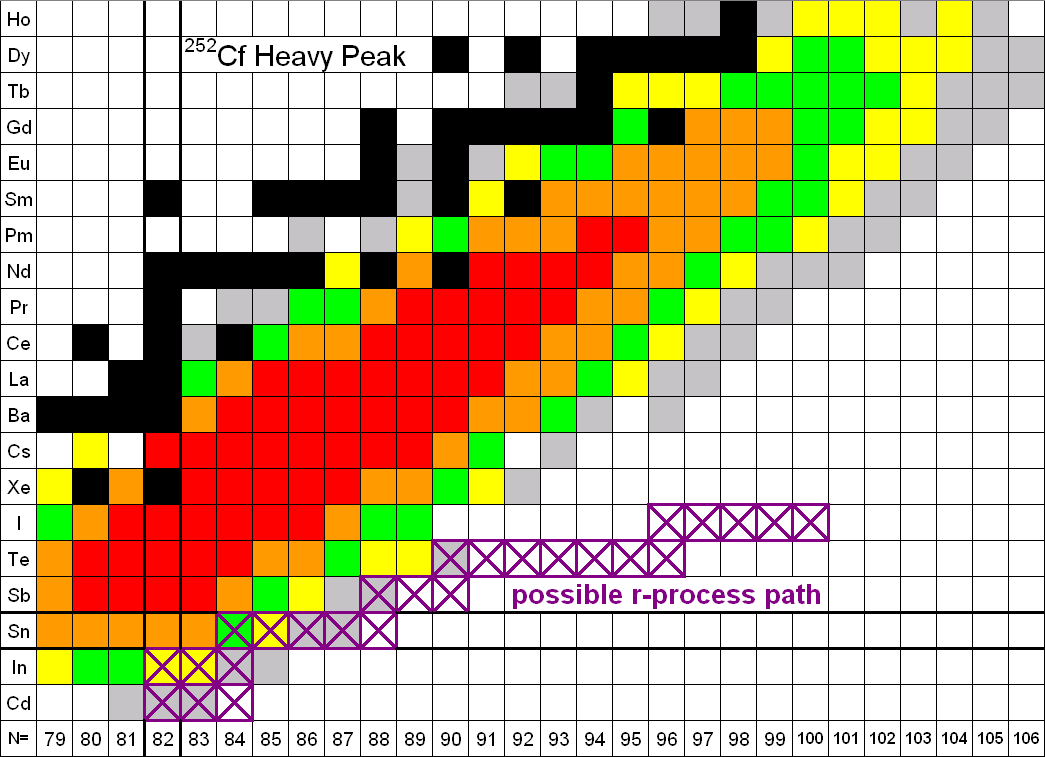 Ho
²⁵²Cf Heavy Peak
Dy
Tb
Gd
Eu
Sm
Pm
Nd
Pr
Ce
La
Ba
Cs
Xe
I
Te
Sb possible r-process path
Sn
In
Cd
N= 79 80 81 82 83 84 85 86 87 88 89 90 91 92 93 94 95 96 97 98 99 100 101 102 103 104 105 106